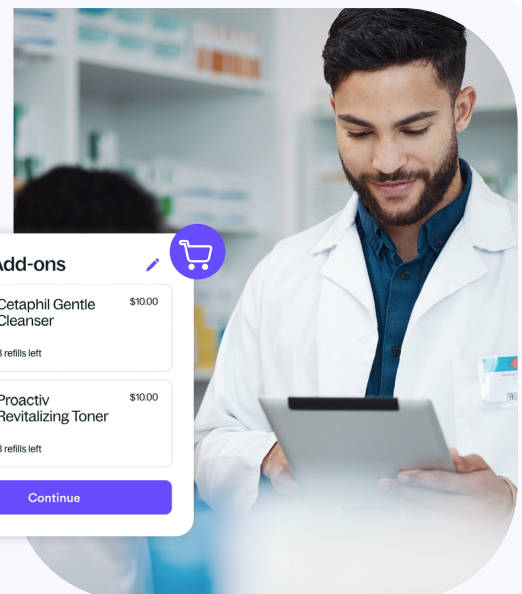 Add-ons
Cetaphil Gentle
$10.00
Cleanser
refills left
Proactiv
$10.00
Revitalizing Toner
refills left
Continue